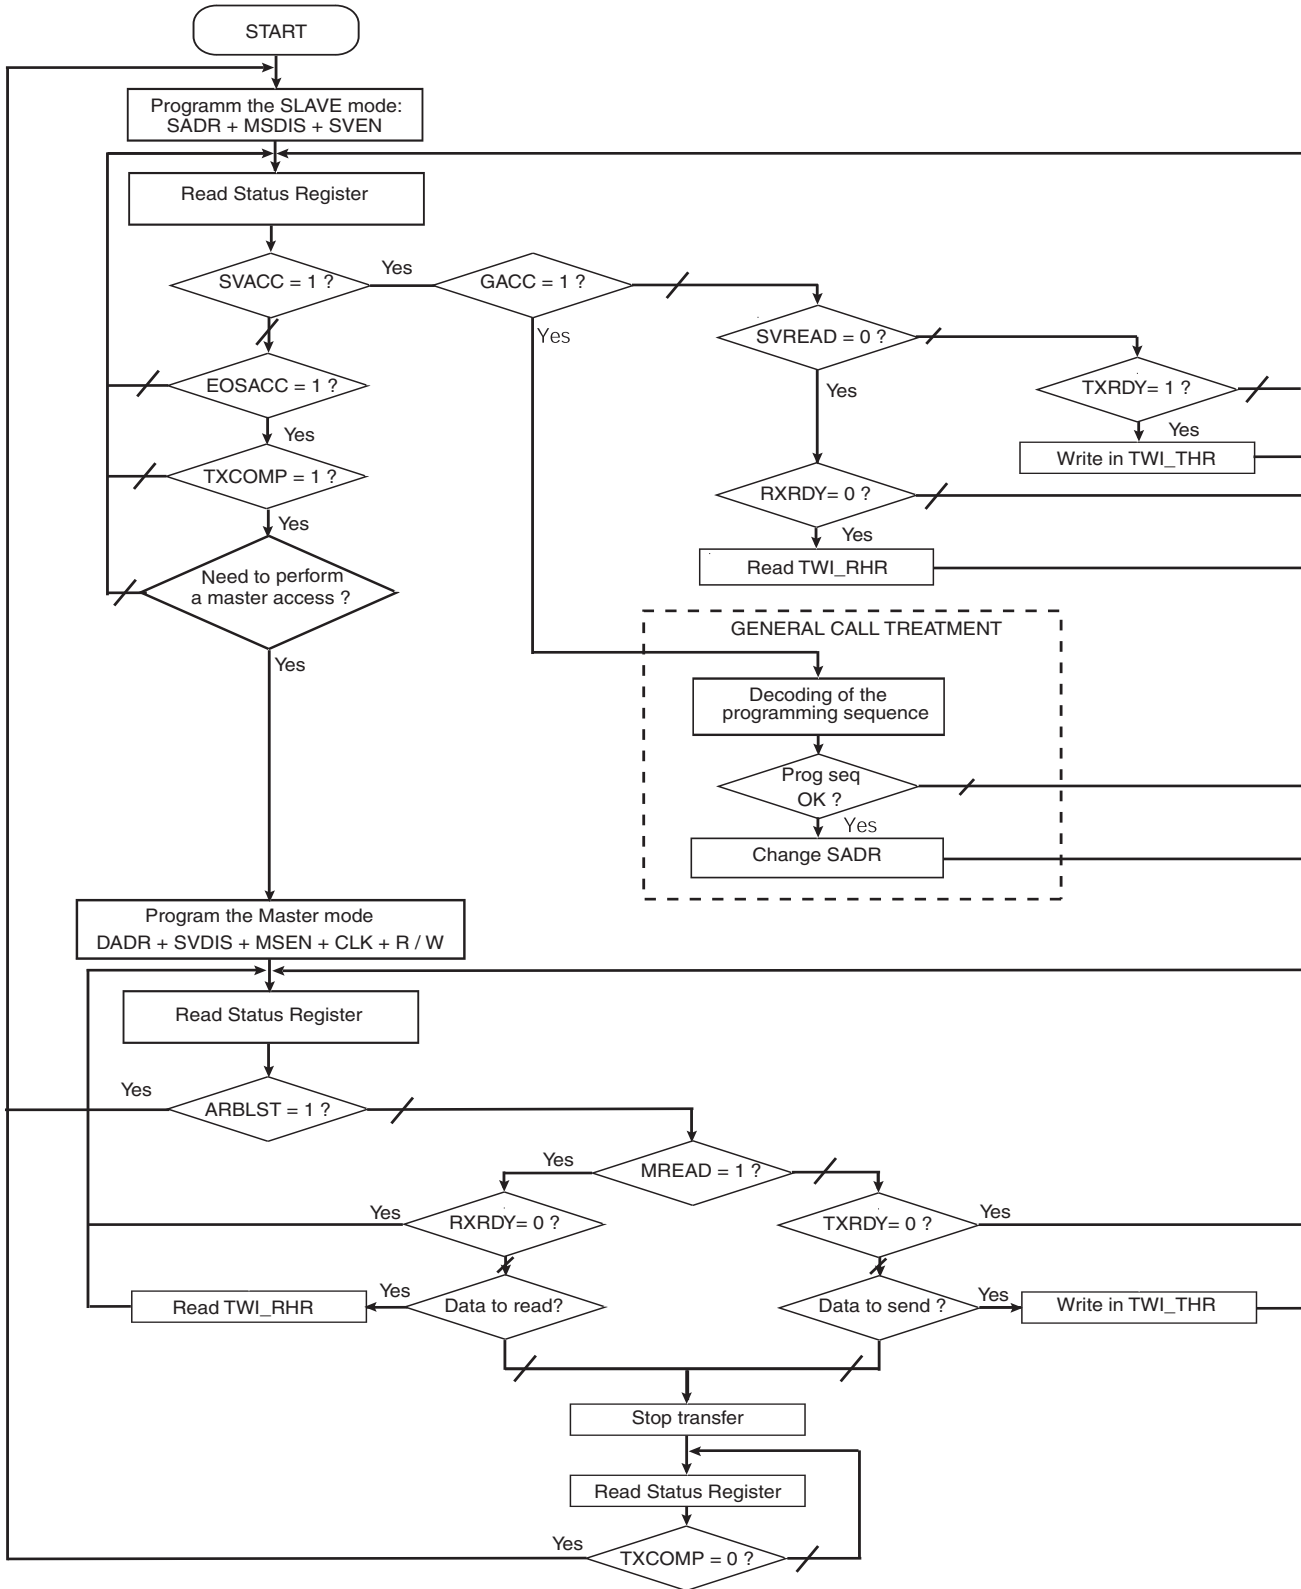 START
Programm the SLAVE mode:
SADR + MSDIS + SVEN
Read Status Register
SVACC = 1 ?
Yes
GACC = 1 ?
Yes
SVREAD = 0 ?
Yes
TXRDY= 1 ?
Yes
Write in TWI_THR
EOSACC = 1 ?
Yes
TXCOMP = 1 ?
Yes
RXRDY= 0 ?
Yes
Read TWI_RHR
Need to perform
a master access ?
Yes
GENERAL CALL TREATMENT
Decoding of the
programming sequence
Prog seq
OK ?
Yes
Change SADR
Program the Master mode
DADR + SVDIS + MSEN + CLK + R / W
Read Status Register
Yes
ARBLST = 1 ?
Yes
MREAD = 1 ?
Yes
RXRDY= 0 ?
TXRDY= 0 ?
Yes
Read TWI_RHR
Yes
Data to read?
Data to send ?
Yes
Write in TWI_THR
Stop transfer
Read Status Register
Yes
TXCOMP = 0 ?